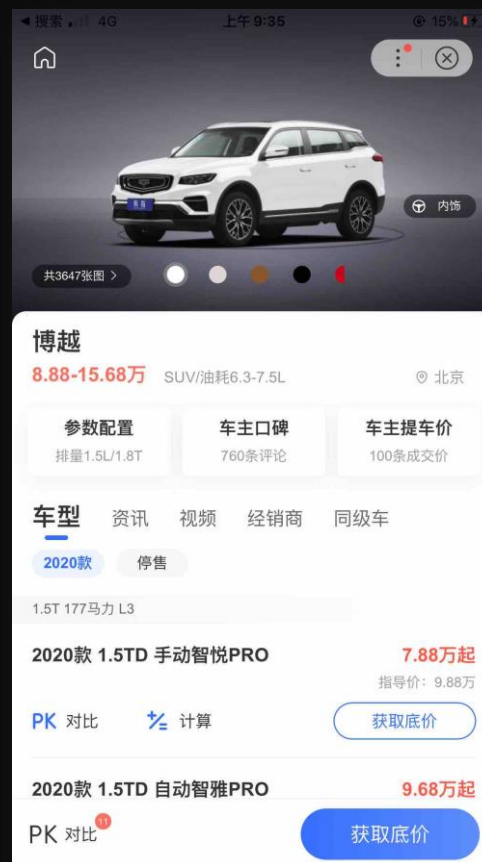 ◀搜索 4G 上午9:35 15%
内饰
共3647张图 >
博越
8.88-15.68万 SUV/油耗6.3-7.5L 北京
参数配置 车主口碑 车主提车价
排量1.5L/1.8T 760条评论 100条成交价
车型 资讯 视频 经销商 同级车
2020款 停售
1.5T 177马力 L3
2020款 1.5TD 手动智悦PRO 7.88万起
指导价：9.88万
PK 对比 计算 获取底价
2020款 1.5TD 自动智雅PRO 9.68万起
PK 对比 11 获取底价